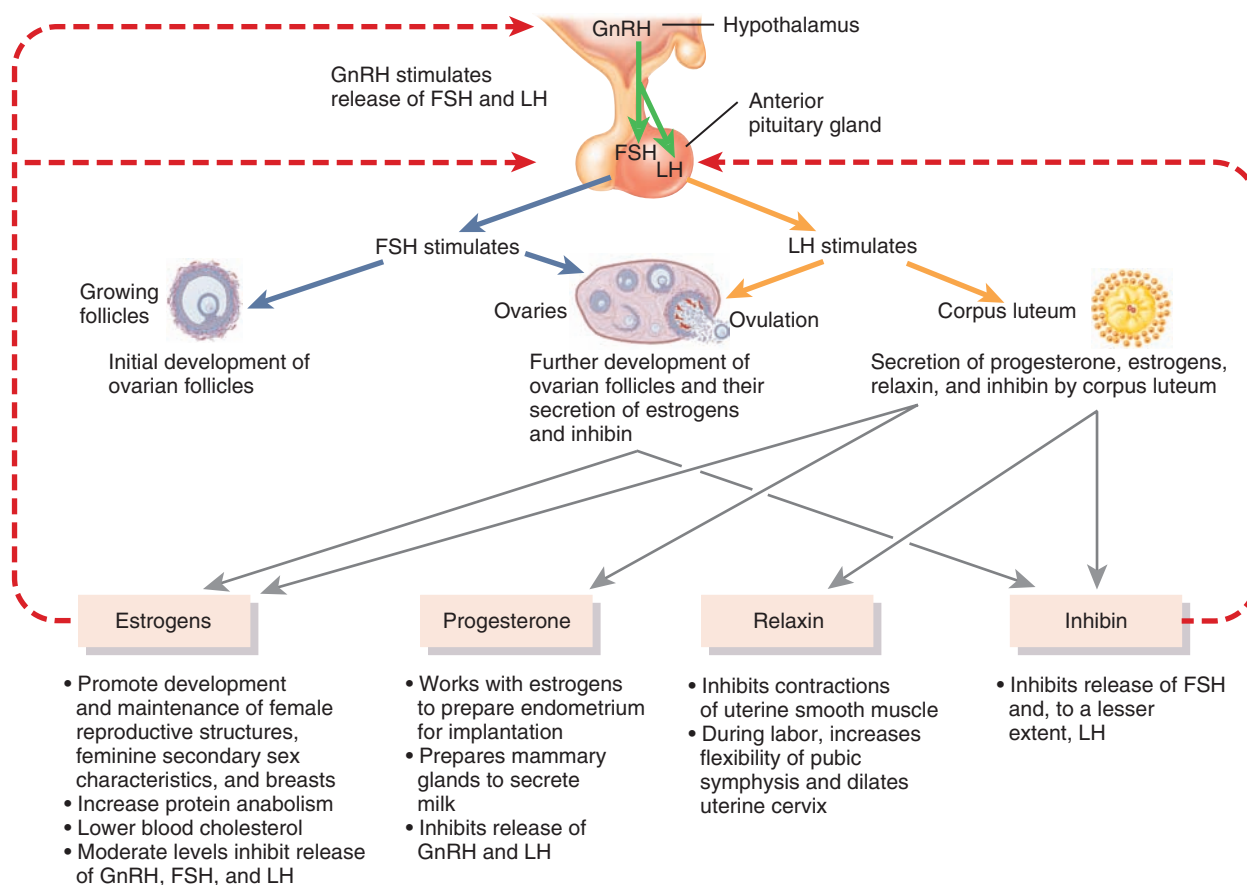 GnRH
Hypothalamus
GnRH stimulates
release of FSH and LH
Anterior
pituitary gland
FSH
LH
FSH stimulates
LH stimulates
Growing
follicles
Ovaries
Ovulation
Corpus luteum
Initial development of
ovarian follicles
Further development of
ovarian follicles and their
secretion of estrogens
and inhibin
Secretion of progesterone, estrogens,
relaxin, and inhibin by corpus luteum
Estrogens
• Promote development
and maintenance of female
reproductive structures,
feminine secondary sex
characteristics, and breasts
• Increase protein anabolism
• Lower blood cholesterol
• Moderate levels inhibit release
of GnRH, FSH, and LH
Progesterone
• Works with estrogens
to prepare endometrium
for implantation
• Prepares mammary
glands to secrete
milk
• Inhibits release of
GnRH and LH
Relaxin
• Inhibits contractions
of uterine smooth muscle
• During labor, increases
flexibility of pubic
symphysis and dilates
uterine cervix
Inhibin
• Inhibits release of FSH
and, to a lesser
extent, LH